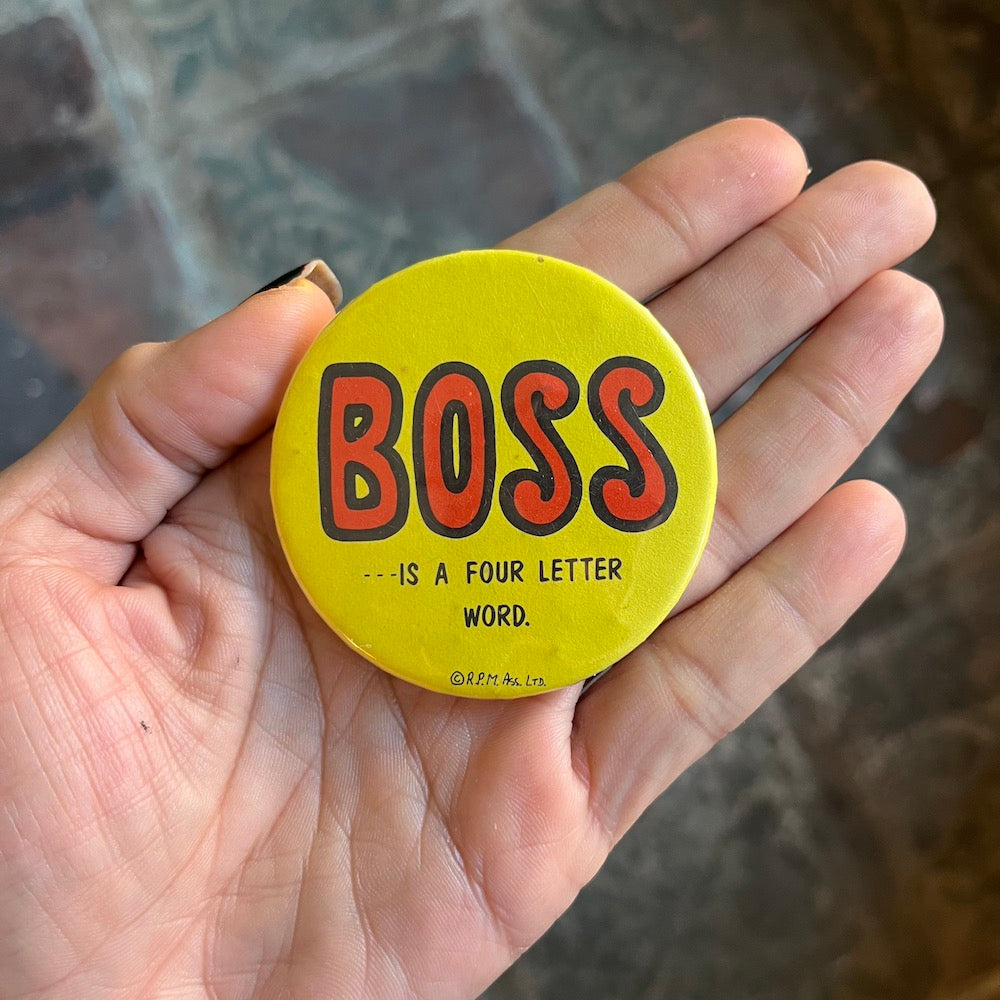 BOSS
---IS A FOUR LETTER
WORD.
©R.P.M. Ass. LTD.